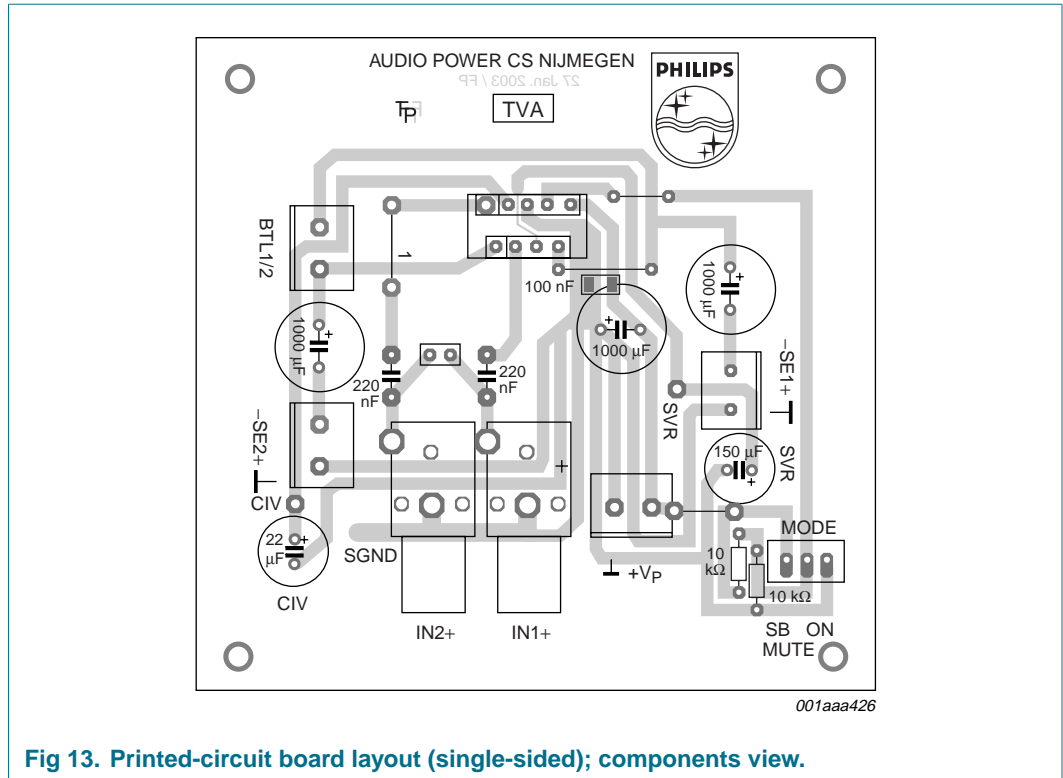 AUDIO POWER CS NIJMEGEN
27 Jan. 2003 / FP
PHILIPS
TP
TVA
BTL1/2
1
100 nF
1000 µF
1000 µF
1000 µF
−SE1+
220
nF
220
nF
SVR
−SE2+
150 µF
SVR
+
CIV
22
µF
+
SGND
CIV
+VP
MODE
10
kΩ
10 kΩ
IN2+
IN1+
SB ON
MUTE
001aaa426
Fig 13. Printed-circuit board layout (single-sided); components view.